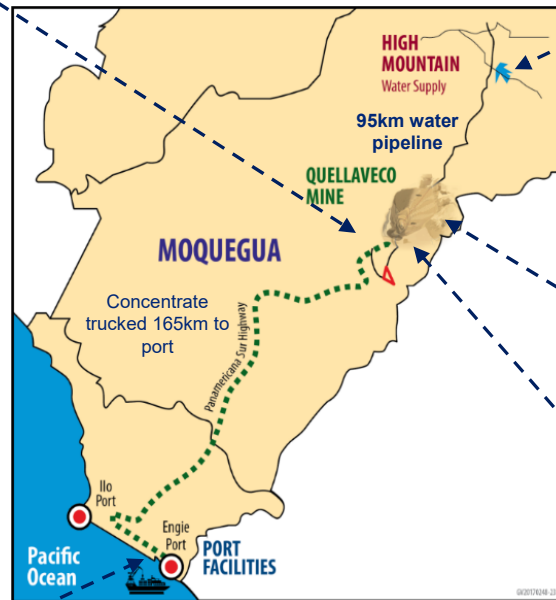 HIGH
MOUNTAIN
Water Supply
95km water
pipeline
QUELLAVECO
MINE
MOQUEGUA
Concentrate
trucked 165km to
port
Panamericana Sur Highway
Ilo
Port
Engie
Port
PORT
FACILITIES
Pacific
Ocean